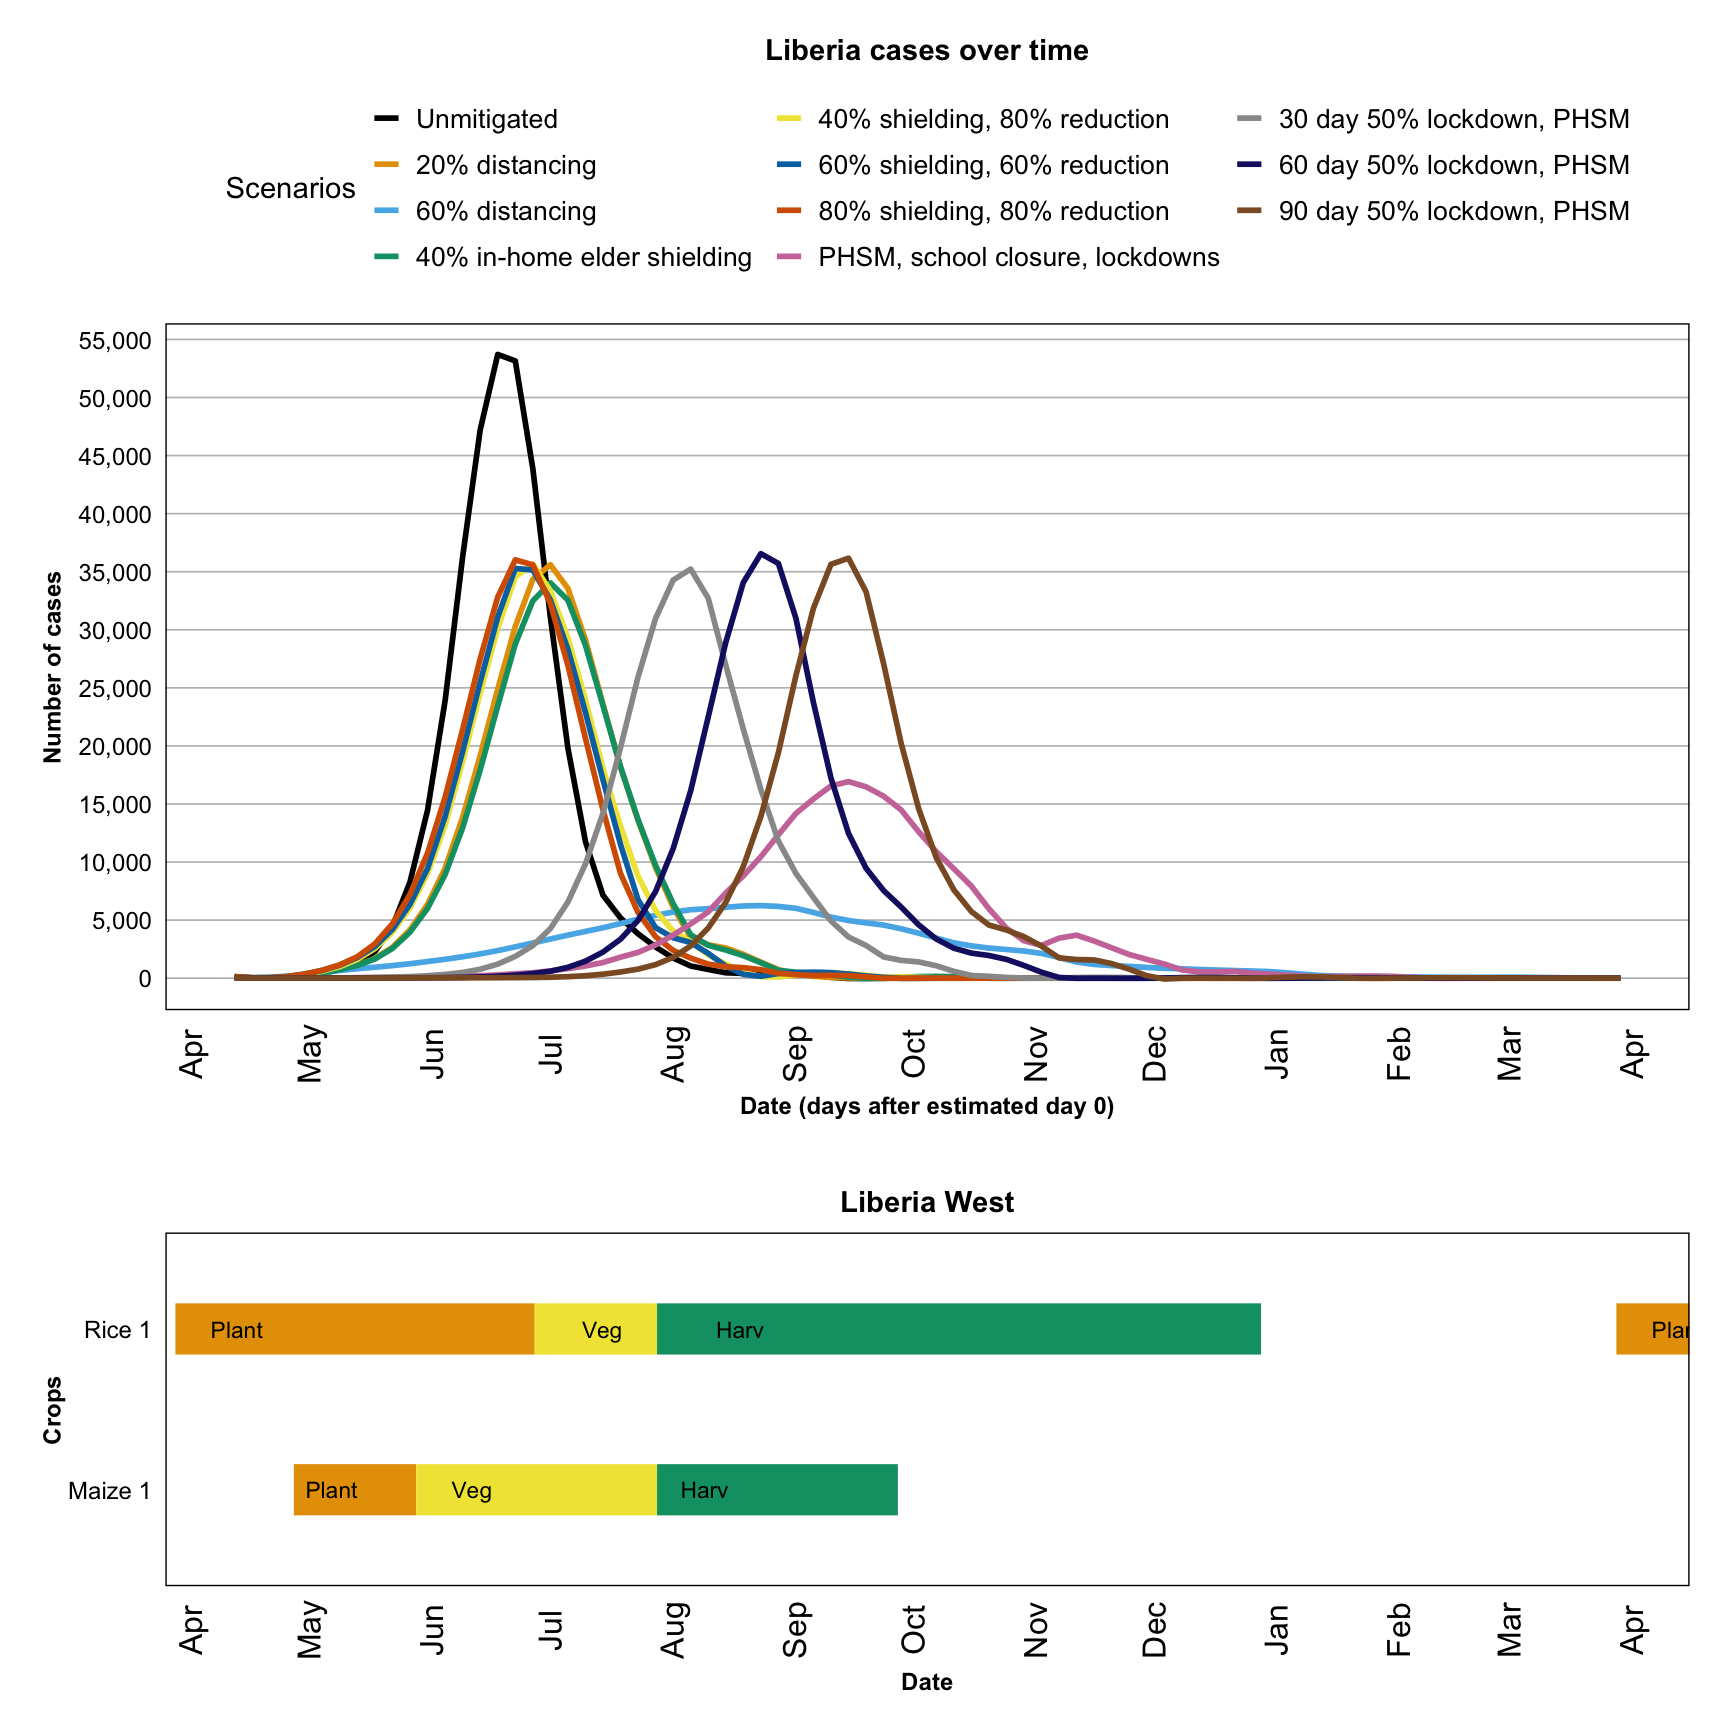 Liberia cases over time
Scenarios
Unmitigated
20% distancing
60% distancing
40% in-home elder shielding
40% shielding, 80% reduction
60% shielding, 60% reduction
80% shielding, 80% reduction
PHSM, school closure, lockdowns
30 day 50% lockdown, PHSM
60 day 50% lockdown, PHSM
90 day 50% lockdown, PHSM
Number of cases
55,000
50,000
45,000
40,000
35,000
30,000
25,000
20,000
15,000
10,000
5,000
0
Apr May Jun Jul Aug Sep Oct Nov Dec Jan Feb Mar Apr
Date (days after estimated day 0)
Liberia West
Crops
Rice 1 Plant Veg Harv Plan
Maize 1 Plant Veg Harv
Apr May Jun Jul Aug Sep Oct Nov Dec Jan Feb Mar Apr
Date